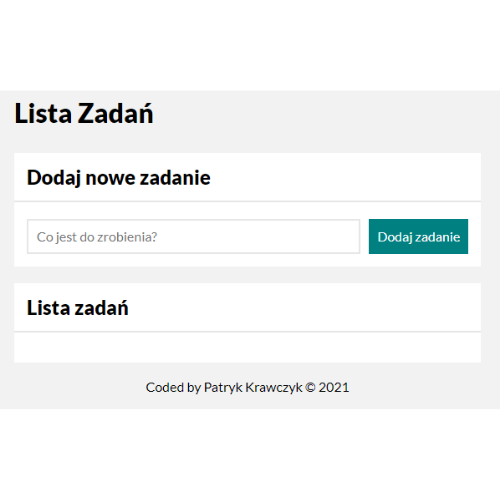 Lista Zadań
Dodaj nowe zadanie
Co jest do zrobienia?
Dodaj zadanie
Lista zadań
Coded by Patryk Krawczyk © 2021